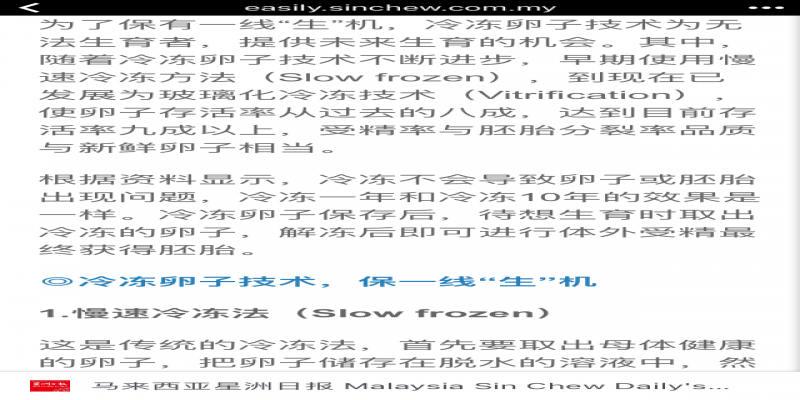 easily.sinchew.com.my
为了保有一线“生”机，冷冻卵子技术为无
法生育者，提供未来生育的机会。其中，
随着冷冻卵子技术不断进步，早期使用慢
速冷冻方法（Slow frozen），到现在已
发展为玻璃化冷冻技术（Vitrification），
使卵子存活率从过去的八成，达到目前存
活率九成以上，受精率与胚胎分裂率品质
与新鲜卵子相当。
根据资料显示，冷冻不会导致卵子或胚胎
出现问题，冷冻一年和冷冻10年的效果是
一样。冷冻卵子保存后，待想生育时取出
冷冻的卵子，解冻后即可进行体外受精最
终获得胚胎。
◎冷冻卵子技术，保一线“生”机
1.慢速冷冻法（Slow frozen）
这是传统的冷冻法，首先要取出母体健康
的卵子，把卵子储存在脱水的溶液中，然
马来西亚星洲日报 Malaysia Sin Chew Daily's...